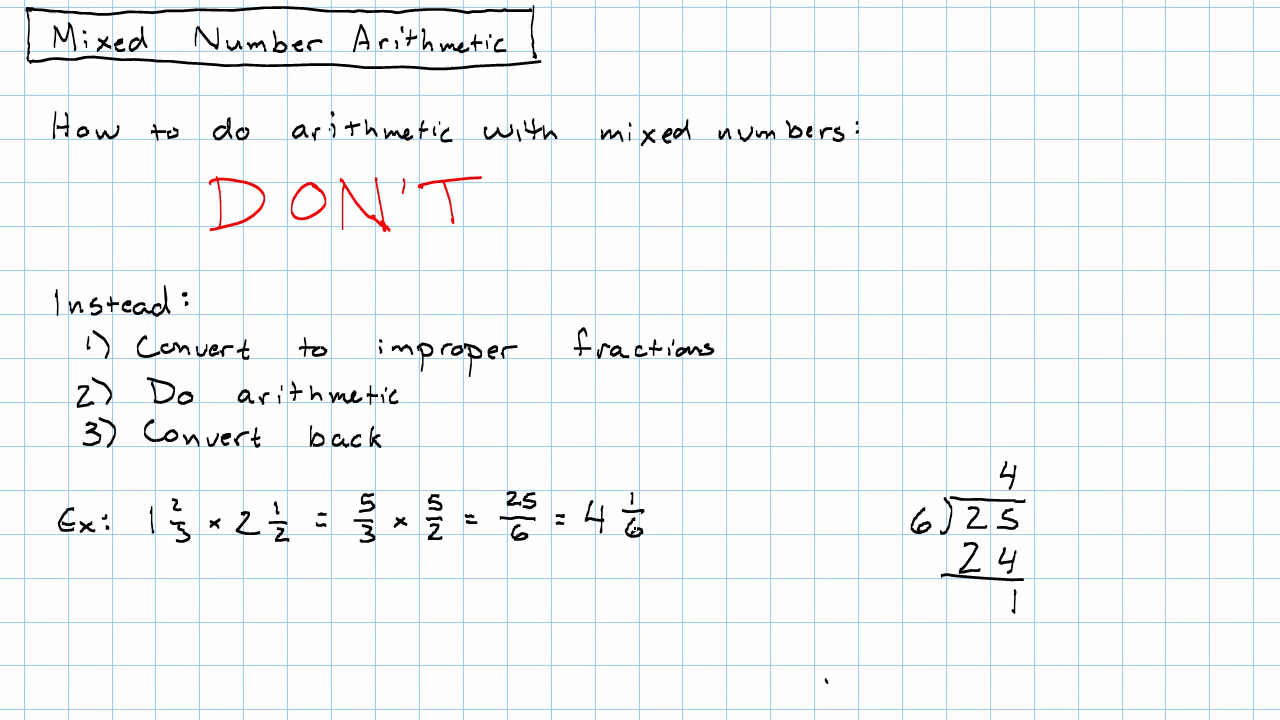 Mixed Number Arithmetic
How to do arithmetic with mixed numbers:
DON'T
Instead:
1) Convert to improper fractions
2) Do arithmetic
3) Convert back
Ex: 1 2/3 × 2 1/2 = 5/3 × 5/2 = 25/6 = 4 1/6
4
6)25
24
1